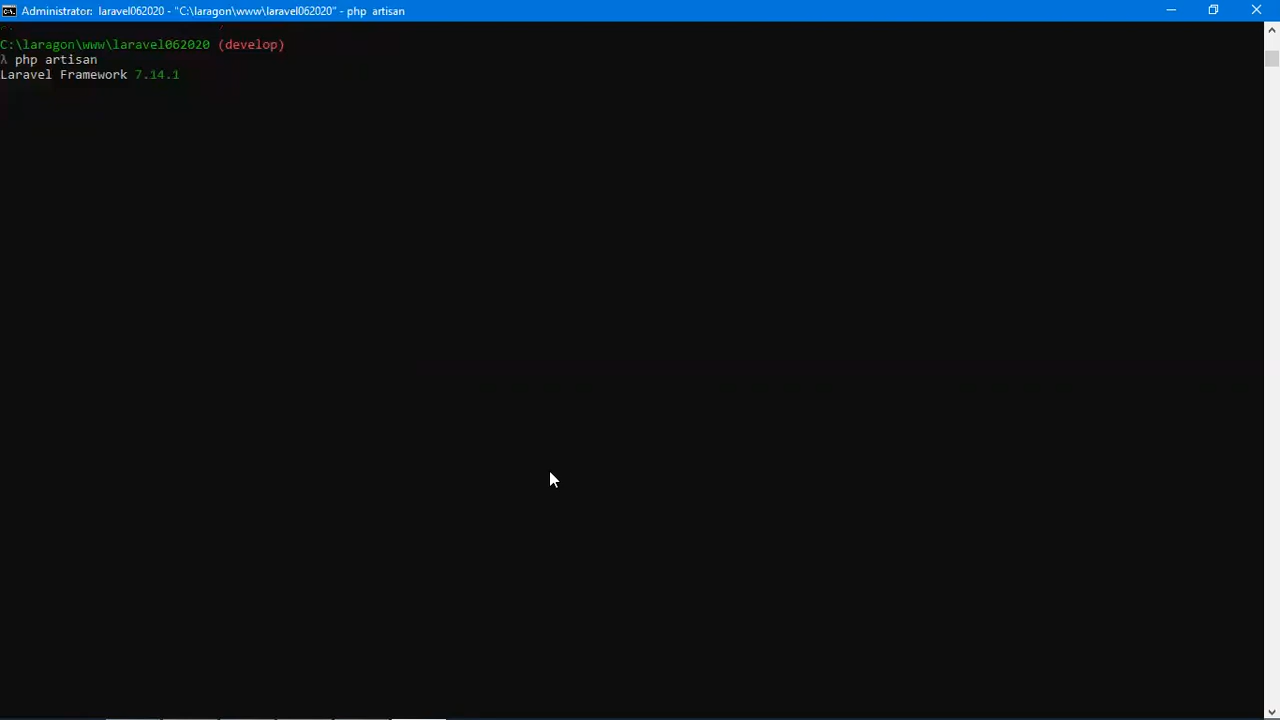 Administrator: laravel062020 - "C:\laragon\www\laravel062020" - php artisan
C:\laragon\www\laravel062020 (develop)
λ php artisan
Laravel Framework 7.14.1